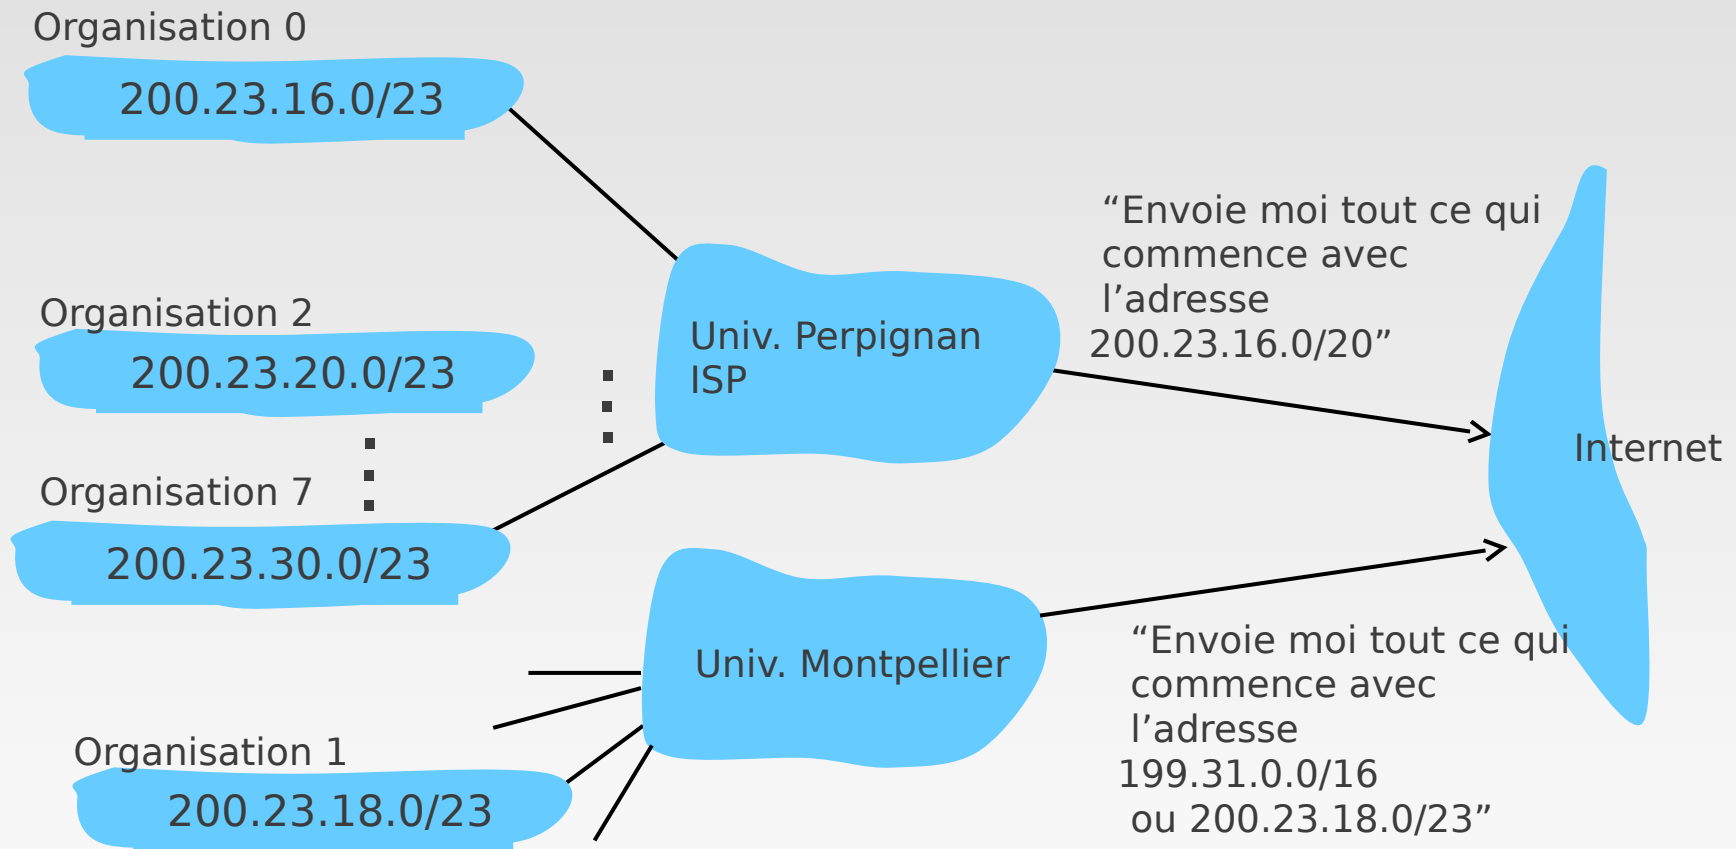 Organisation 0
200.23.16.0/23
“Envoie moi tout ce qui
commence avec
l’adresse
200.23.16.0/20”
Organisation 2
200.23.20.0/23
Univ. Perpignan
ISP
Internet
Organisation 7
200.23.30.0/23
Univ. Montpellier
“Envoie moi tout ce qui
commence avec
l’adresse
199.31.0.0/16
ou 200.23.18.0/23”
Organisation 1
200.23.18.0/23